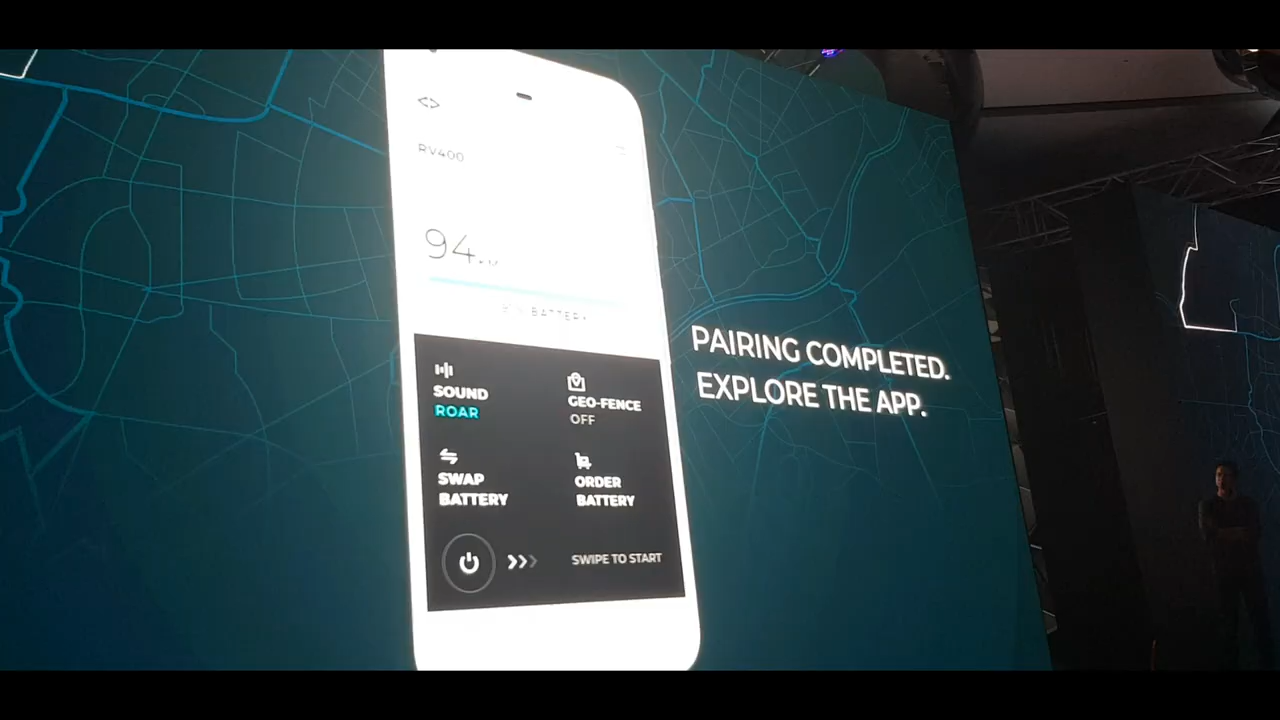 RV400
94
BATTERY
SOUND
ROAR
GEO-FENCE
OFF
SWAP
BATTERY
ORDER
BATTERY
SWIPE TO START
PAIRING COMPLETED.
EXPLORE THE APP.